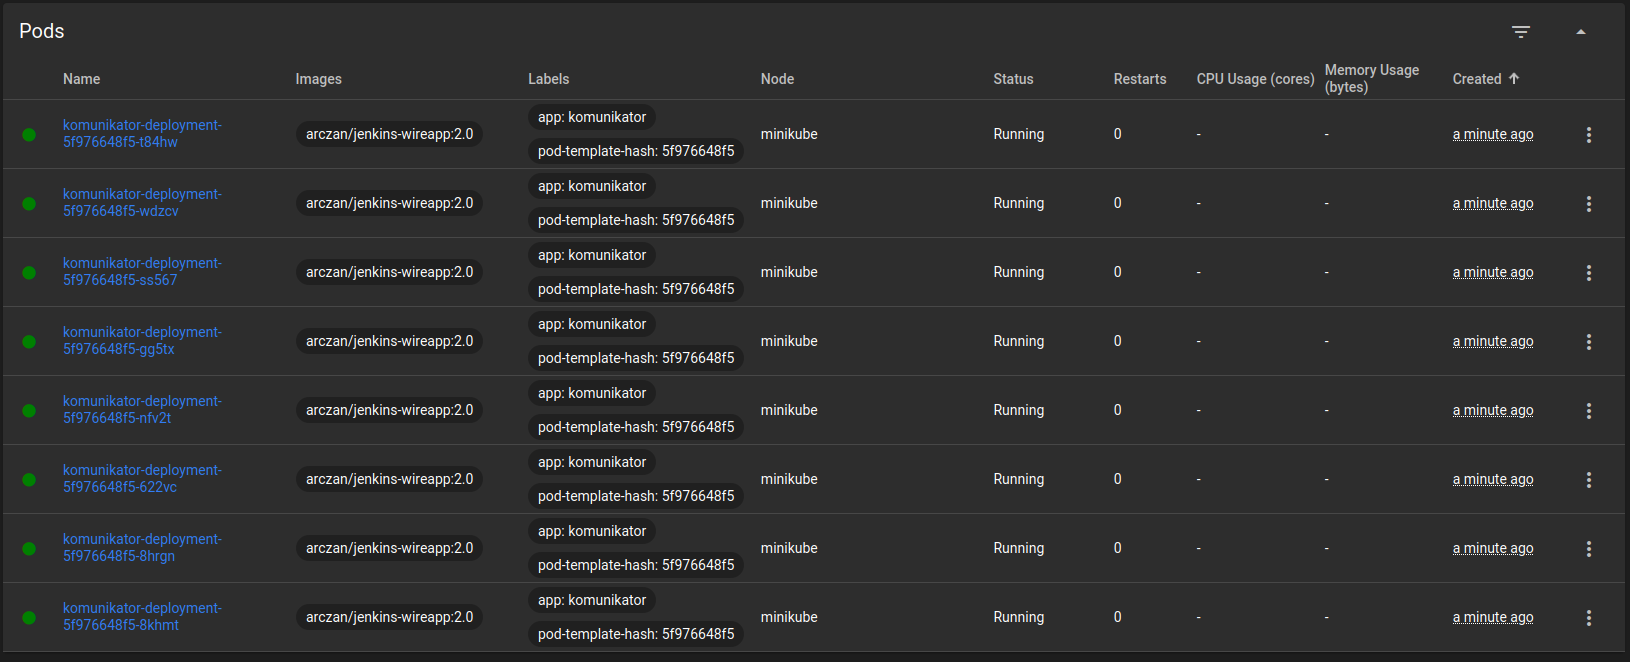 Pods
Name Images Labels Node Status Restarts CPU Usage (cores) Memory Usage (bytes) Created
komunikator-deployment-5f976648f5-t84hw arczan/jenkins-wireapp:2.0 app: komunikator pod-template-hash: 5f976648f5 minikube Running 0 - - a minute ago
komunikator-deployment-5f976648f5-wdzcv arczan/jenkins-wireapp:2.0 app: komunikator pod-template-hash: 5f976648f5 minikube Running 0 - - a minute ago
komunikator-deployment-5f976648f5-ss567 arczan/jenkins-wireapp:2.0 app: komunikator pod-template-hash: 5f976648f5 minikube Running 0 - - a minute ago
komunikator-deployment-5f976648f5-gg5tx arczan/jenkins-wireapp:2.0 app: komunikator pod-template-hash: 5f976648f5 minikube Running 0 - - a minute ago
komunikator-deployment-5f976648f5-nfv2t arczan/jenkins-wireapp:2.0 app: komunikator pod-template-hash: 5f976648f5 minikube Running 0 - - a minute ago
komunikator-deployment-5f976648f5-622vc arczan/jenkins-wireapp:2.0 app: komunikator pod-template-hash: 5f976648f5 minikube Running 0 - - a minute ago
komunikator-deployment-5f976648f5-8hrgn arczan/jenkins-wireapp:2.0 app: komunikator pod-template-hash: 5f976648f5 minikube Running 0 - - a minute ago
komunikator-deployment-5f976648f5-8khmt arczan/jenkins-wireapp:2.0 app: komunikator pod-template-hash: 5f976648f5 minikube Running 0 - - a minute ago